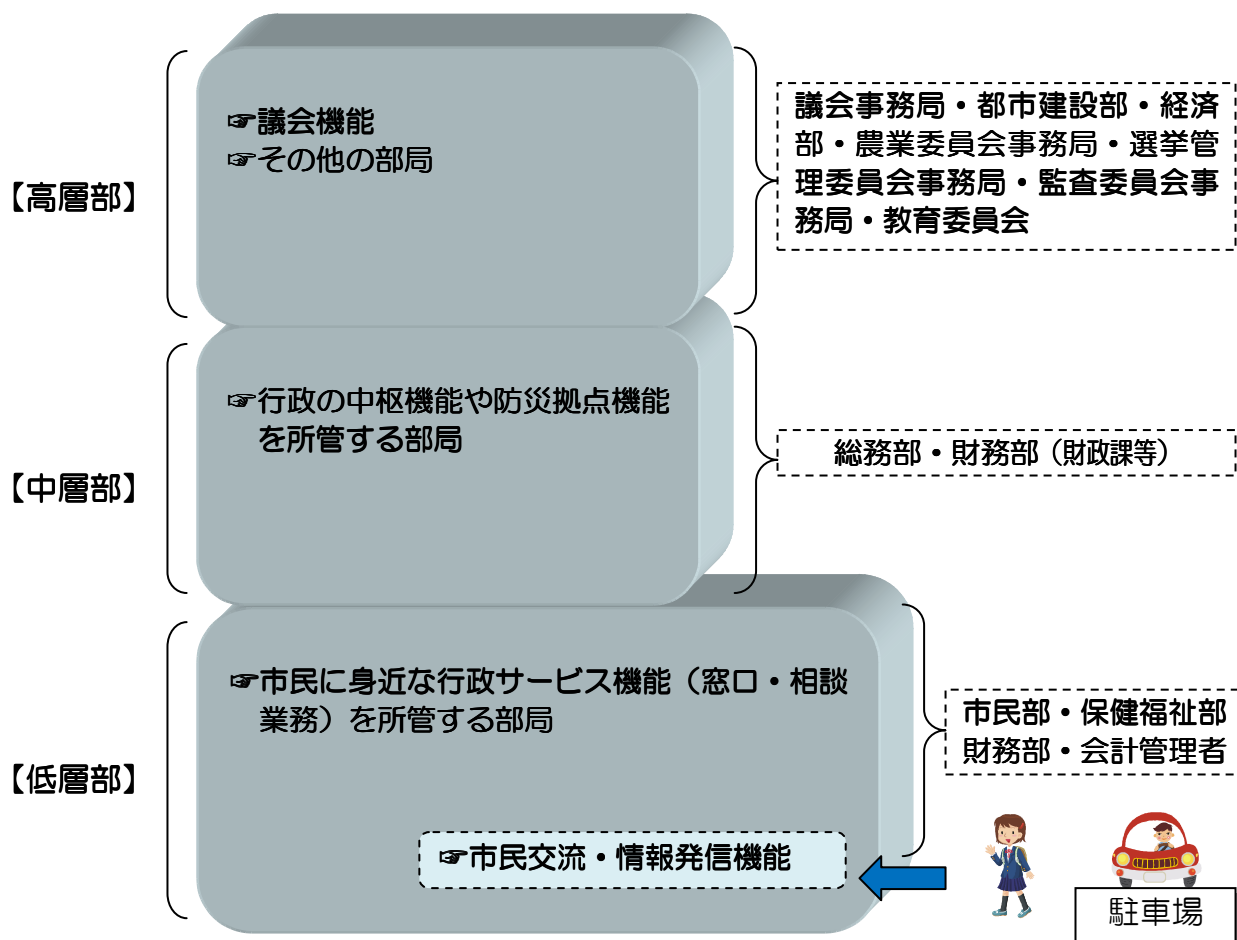 【高層部】
☞議会機能
☞その他の部局
議会事務局・都市建設部・経済
部・農業委員会事務局・選挙管
理委員会事務局・監査委員会事
務局・教育委員会
【中層部】
☞行政の中枢機能や防災拠点機能
を所管する部局
総務部・財務部（財政課等）
【低層部】
☞市民に身近な行政サービス機能（窓口・相談
業務）を所管する部局
市民部・保健福祉部
財務部・会計管理者
☞市民交流・情報発信機能
駐車場